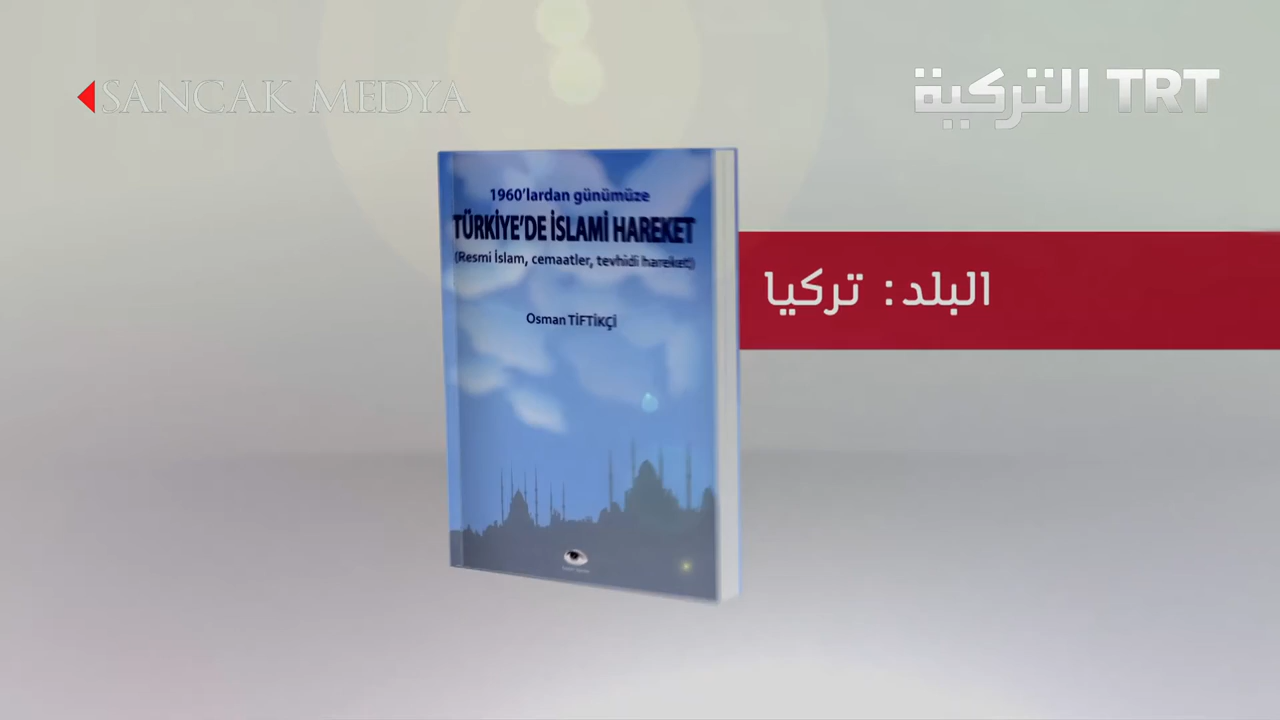 SANCAK MEDYA
TRT التركية
1960'lardan günümüze
TÜRKİYE'DE İSLAMİ HAREKET
(Resmi İslam, cemaatler, tevhidi hareket)
Osman TİFTİKÇİ
البلد: تركيا